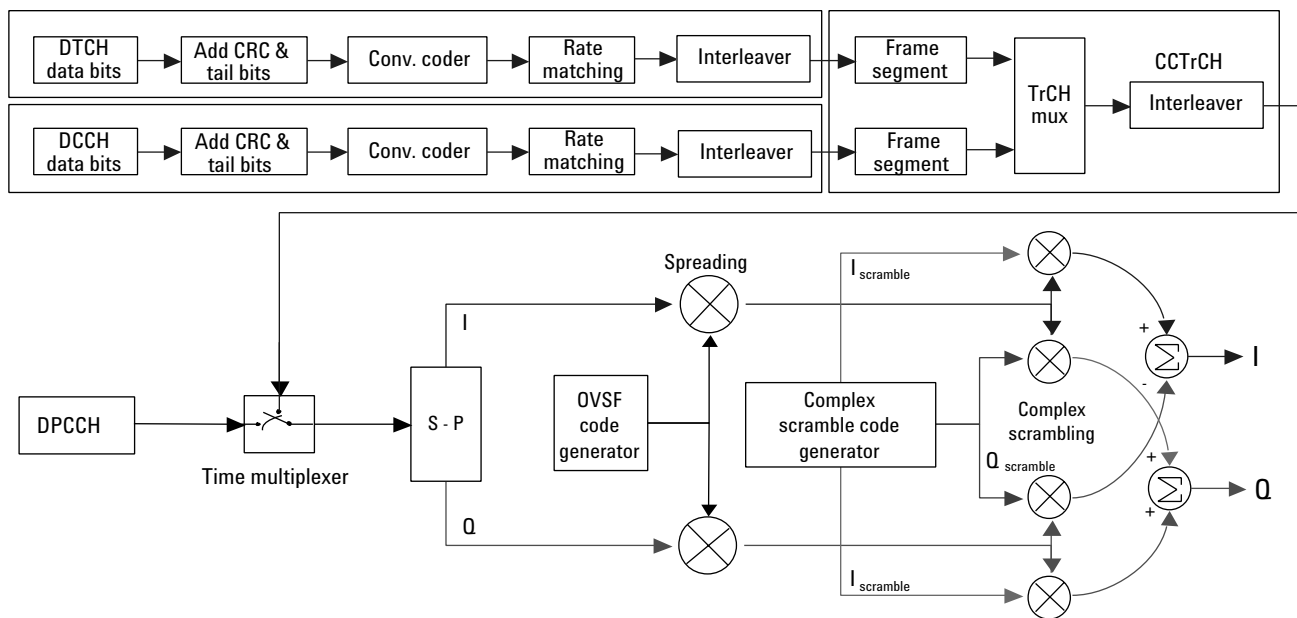 DTCH
data bits
Add CRC &
tail bits
Conv. coder
Rate
matching
Interleaver
Frame
segment
TrCH
mux
CCTrCH
Interleaver
DCCH
data bits
Add CRC &
tail bits
Conv. coder
Rate
matching
Interleaver
Frame
segment
DPCCH
Time multiplexer
S - P
I
Q
Spreading
OVSF
code
generator
Complex
scramble code
generator
I scramble
Complex
scrambling
Q scramble
I scramble
+
-
Σ
I
+
+
Σ
Q